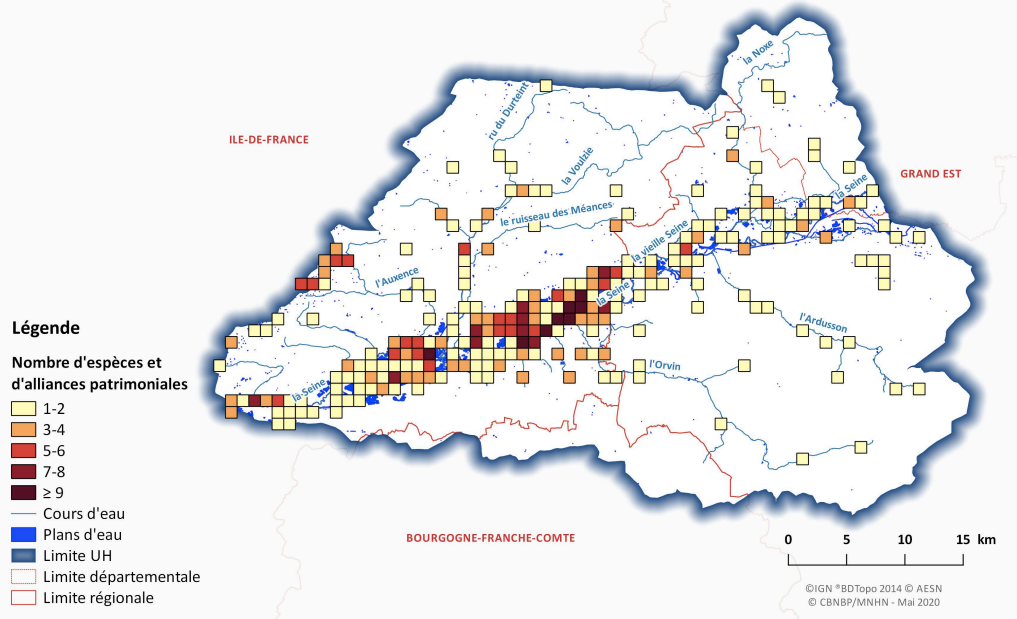 la Noxe
ru du Durteint
ILE-DE-FRANCE
la Voulzie
GRAND EST
la Seine
le ruisseau des Méances
la vieille Seine
l'Auxence
la Seine
l'Ardusson
l'Orvin
la Seine
BOURGOGNE-FRANCHE-COMTE
Légende
Nombre d'espèces et
d'alliances patrimoniales
1-2
3-4
5-6
7-8
≥ 9
Cours d'eau
Plans d'eau
Limite UH
Limite départementale
Limite régionale
0 5 10 15 km
©IGN ®BDTopo 2014 © AESN
© CBNBP/MNHN - Mai 2020